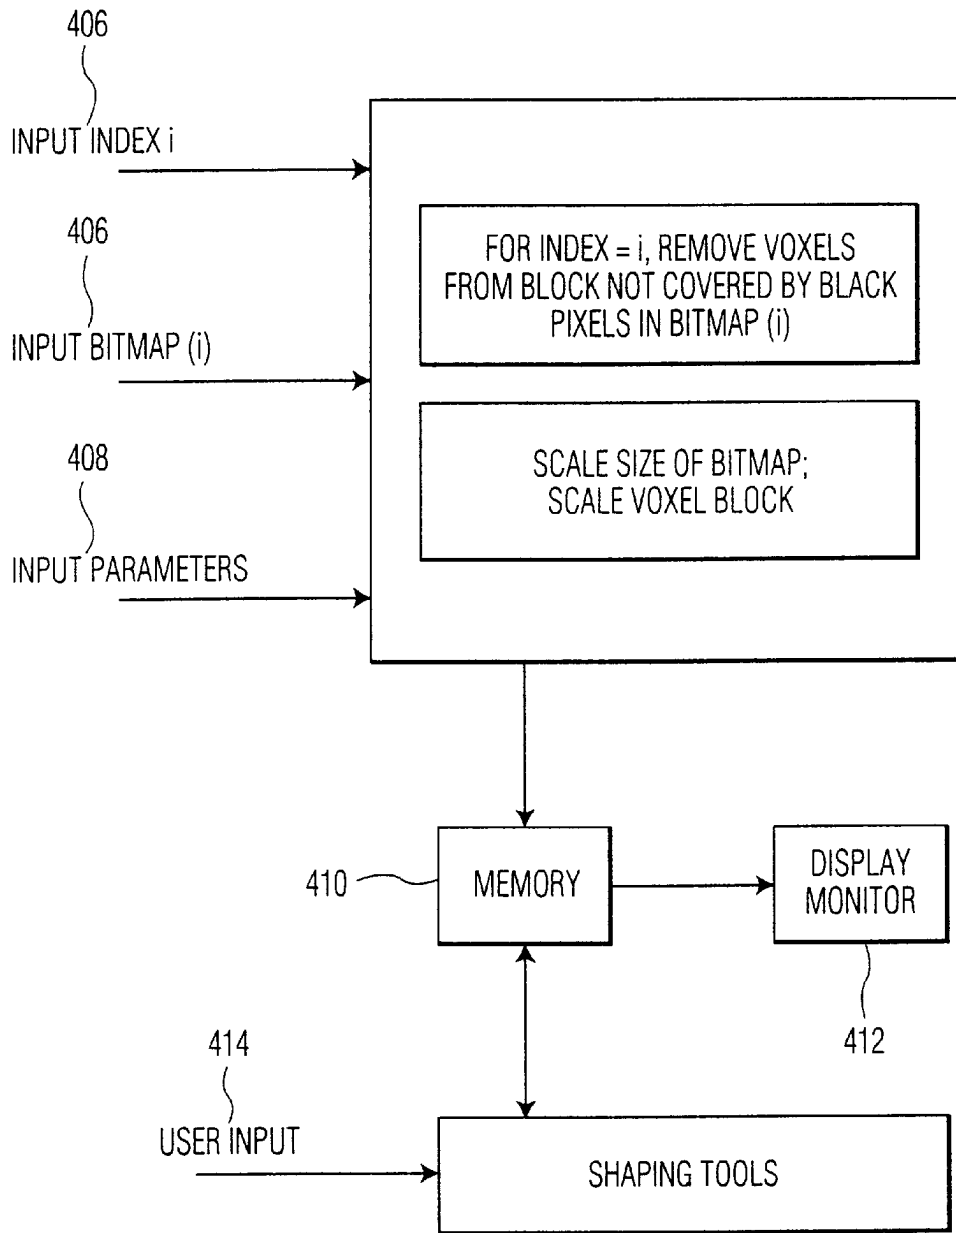 406
INPUT INDEX i
406
INPUT BITMAP (i)
408
INPUT PARAMETERS
FOR INDEX = i, REMOVE VOXELS
FROM BLOCK NOT COVERED BY BLACK
PIXELS IN BITMAP (i)
SCALE SIZE OF BITMAP;
SCALE VOXEL BLOCK
410
MEMORY
DISPLAY
MONITOR
412
414
USER INPUT
SHAPING TOOLS